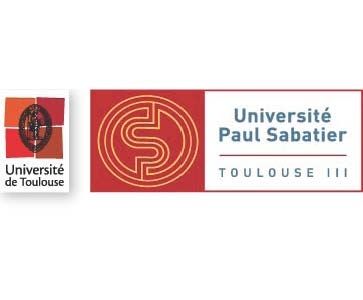 Université
de Toulouse
Université
Paul Sabatier
TOULOUSE III